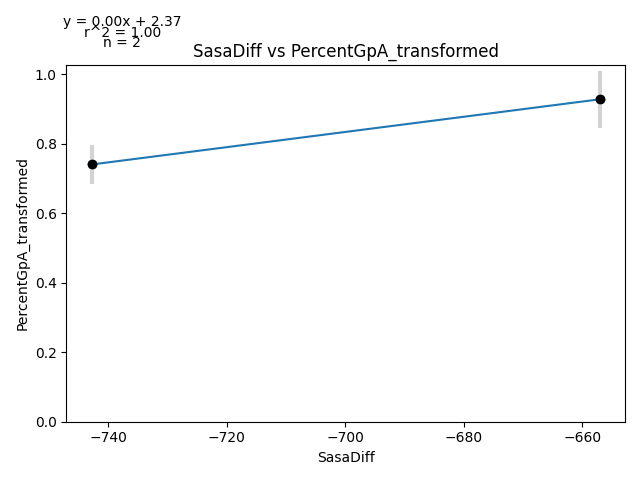 y = 0.00x + 2.37
r^2 = 1.00
n = 2
SasaDiff vs PercentGpA_transformed
PercentGpA_transformed
1.0
0.8
0.6
0.4
0.2
0.0
−740
−720
−700
−680
−660
SasaDiff